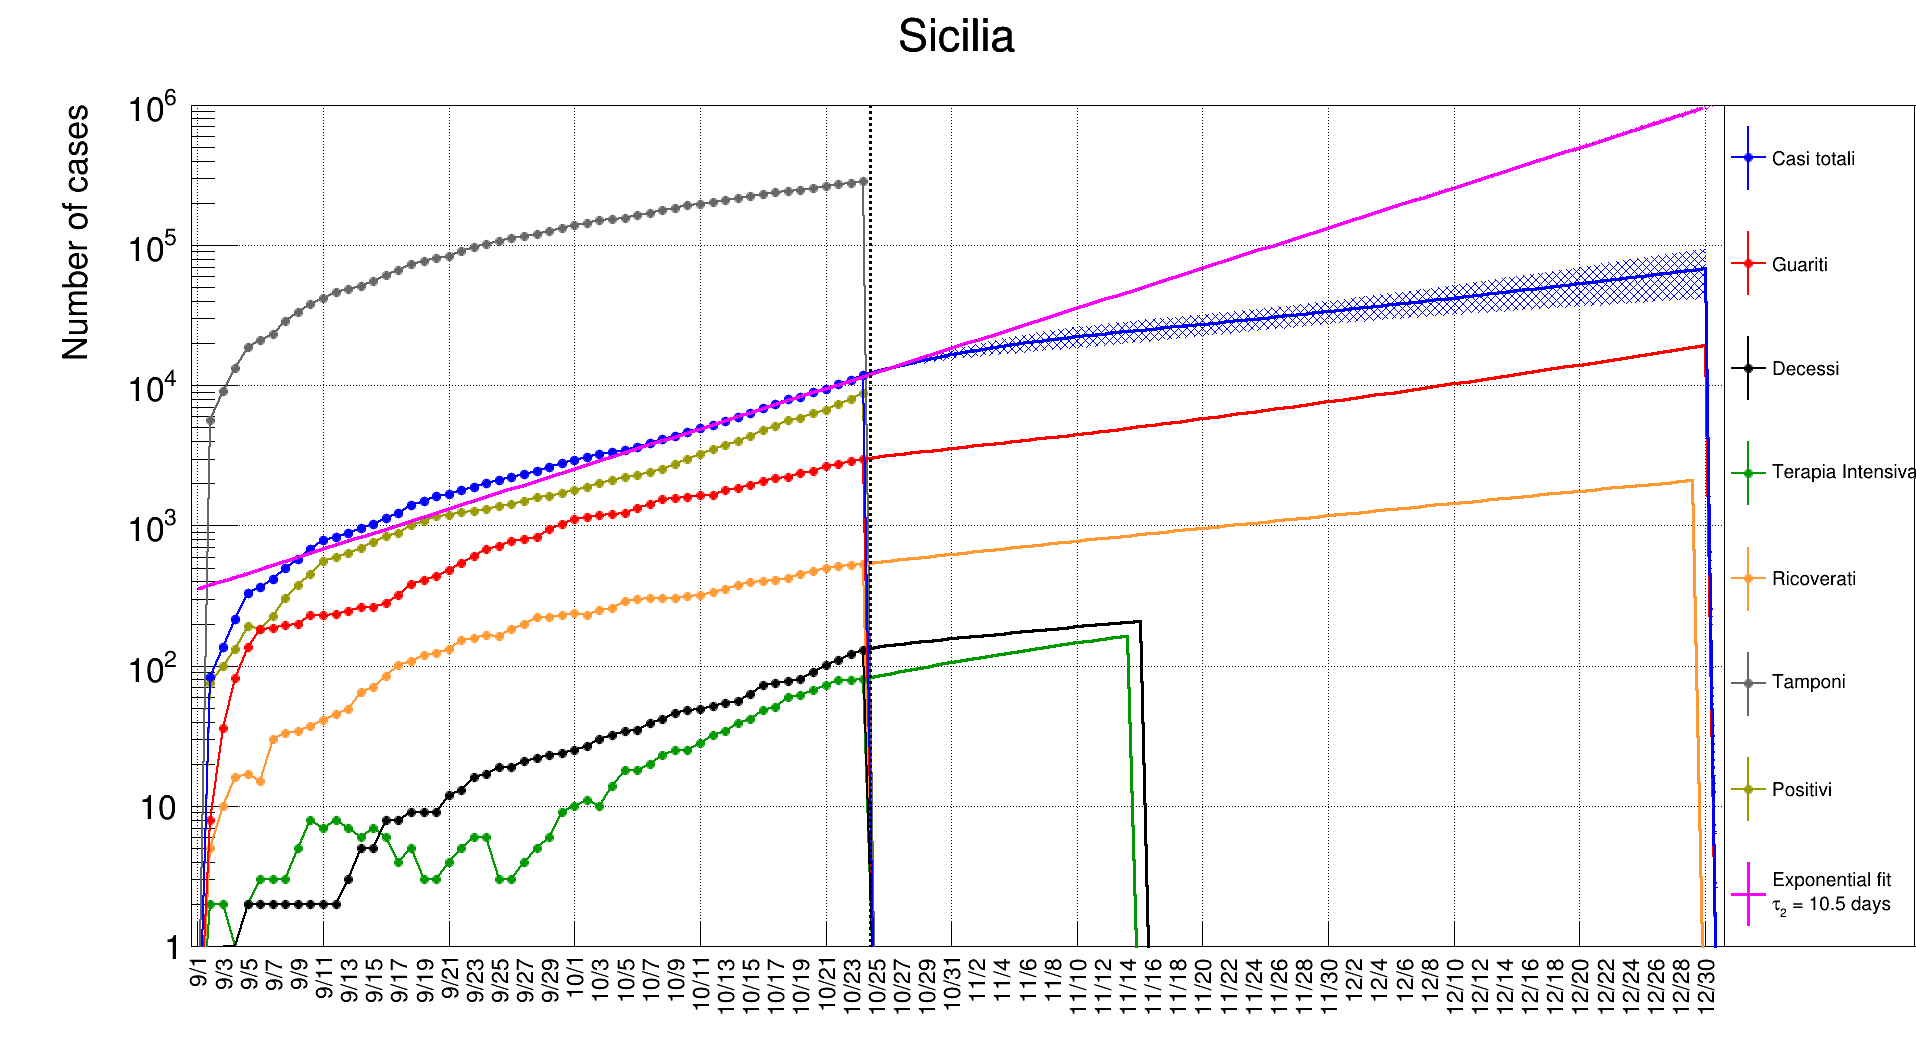 Sicilia
Number of cases
10^6
10^5
10^4
10^3
10^2
10
1
9/1 9/3 9/5 9/7 9/9 9/11 9/13 9/15 9/17 9/19 9/21 9/23 9/25 9/27 9/29 10/1 10/3 10/5 10/7 10/9 10/11 10/13 10/15 10/17 10/19 10/21 10/23 10/25 10/27 10/29 10/31 11/2 11/4 11/6 11/8 11/10 11/12 11/14 11/16 11/18 11/20 11/22 11/24 11/26 11/28 11/30 12/2 12/4 12/6 12/8 12/10 12/12 12/14 12/16 12/18 12/20 12/22 12/24 12/26 12/28 12/30
Casi totali
Guariti
Decessi
Terapia Intensiva
Ricoverati
Tamponi
Positivi
Exponential fit
τ₂ = 10.5 days